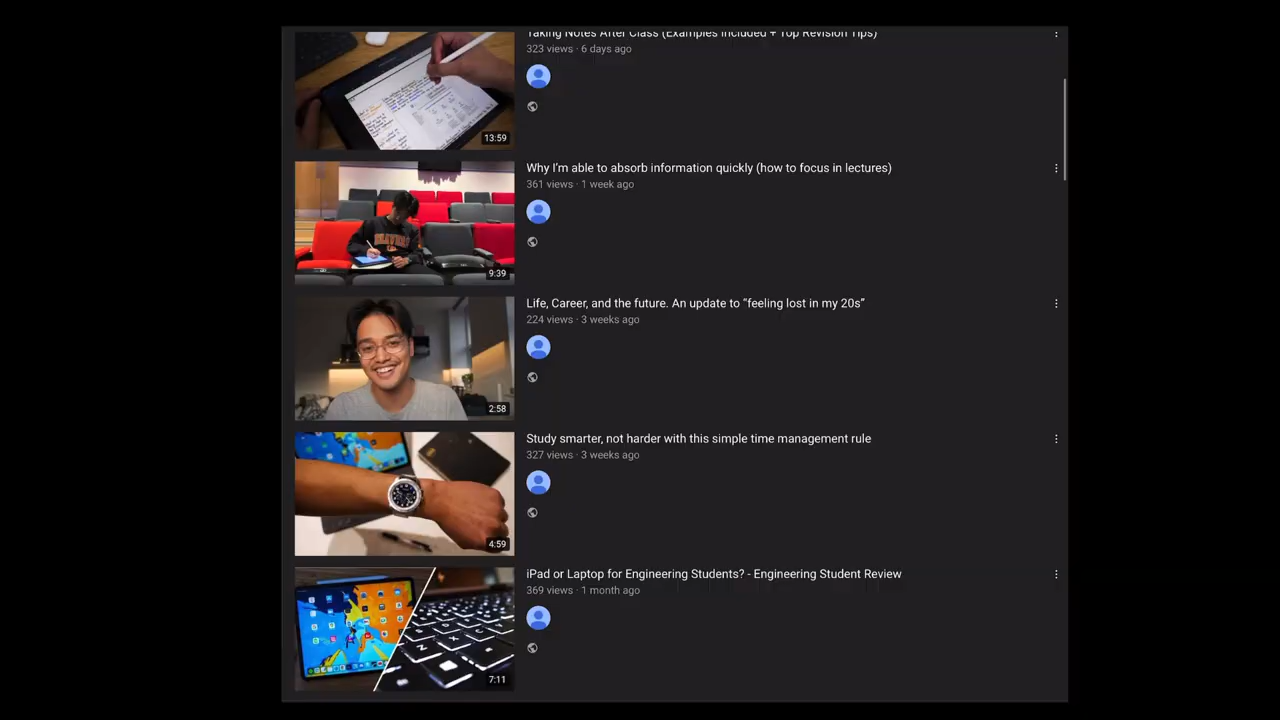 Taking Notes After Class (Examples Included + Top Revision Tips)
323 views · 6 days ago
13:59
Why I'm able to absorb information quickly (how to focus in lectures)
361 views · 1 week ago
BEAVERS
9:39
Life, Career, and the future. An update to “feeling lost in my 20s”
224 views · 3 weeks ago
2:58
Study smarter, not harder with this simple time management rule
327 views · 3 weeks ago
4:59
iPad or Laptop for Engineering Students? - Engineering Student Review
369 views · 1 month ago
7:11